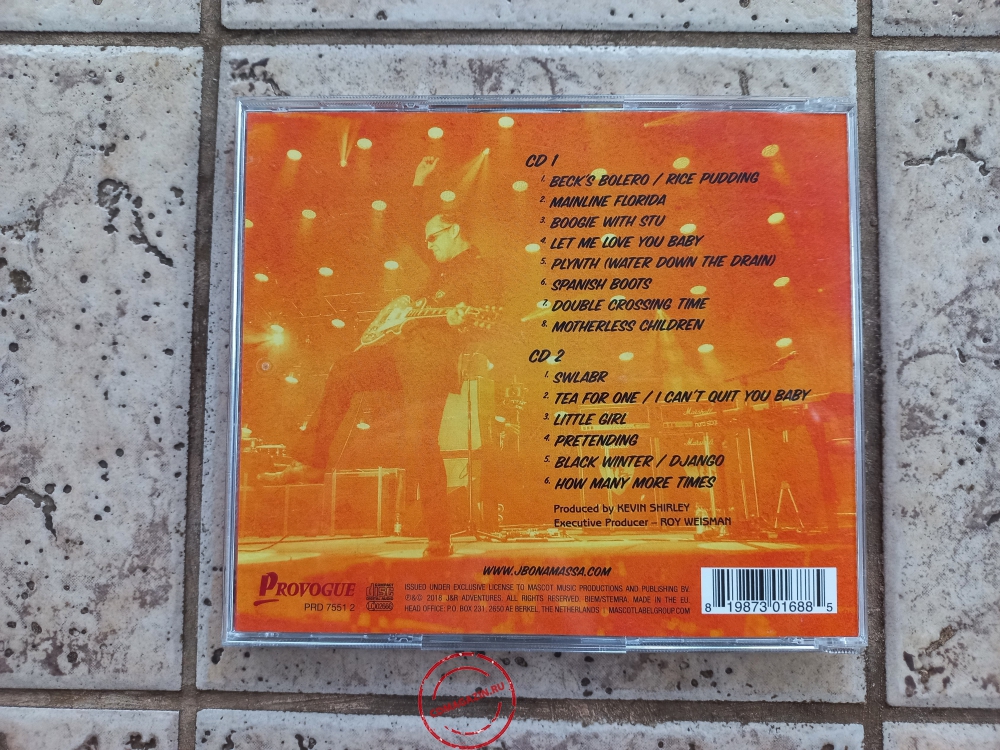 CD 1
1. BECK'S BOLERO / RICE PUDDING
2. MAINLINE FLORIDA
3. BOOGIE WITH STU
4. LET ME LOVE YOU BABY
5. PLYNTH (WATER DOWN THE DRAIN)
6. SPANISH BOOTS
7. DOUBLE CROSSING TIME
8. MOTHERLESS CHILDREN
CD 2
1. SWLABR
2. TEA FOR ONE / I CAN'T QUIT YOU BABY
3. LITTLE GIRL
4. PRETENDING
5. BLACK WINTER / DJANGO
6. HOW MANY MORE TIMES
Marshall
Marshall
Produced by KEVIN SHIRLEY
Executive Producer – ROY WEISMAN
WWW.JBONAMASSA.COM
PROVOGUE
PRD 7551 2
disc
ISSUED UNDER EXCLUSIVE LICENSE TO MASCOT MUSIC PRODUCTIONS AND PUBLISHING BV.
℗&© 2018 J&R ADVENTURES. ALL RIGHTS RESERVED. BIEM/STEMRA. MADE IN THE EU.
HEAD OFFICE: P.O. BOX 231, 2650 AE BERKEL, THE NETHERLANDS | MASCOTLABELGROUP.COM
8 19873 01688 5